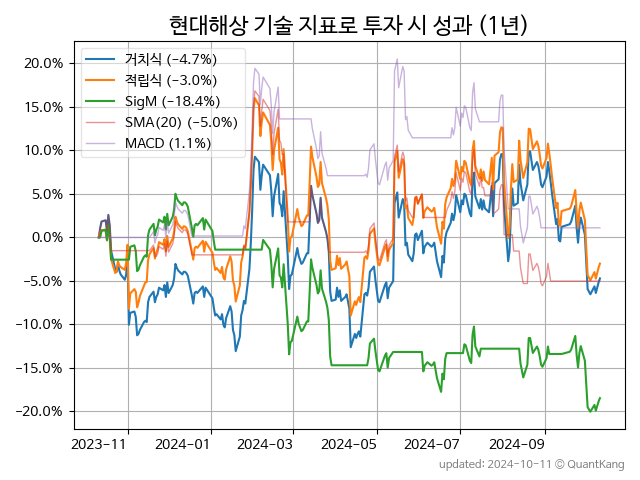 현대해상 기술 지표로 투자 시 성과 (1년)
거치식 (−4.7%)
적립식 (−3.0%)
SigM (−18.4%)
SMA(20) (−5.0%)
MACD (1.1%)
20.0%
15.0%
10.0%
5.0%
0.0%
−5.0%
−10.0%
−15.0%
−20.0%
2023-11 2024-01 2024-03 2024-05 2024-07 2024-09
updated: 2024-10-11 © QuantKang